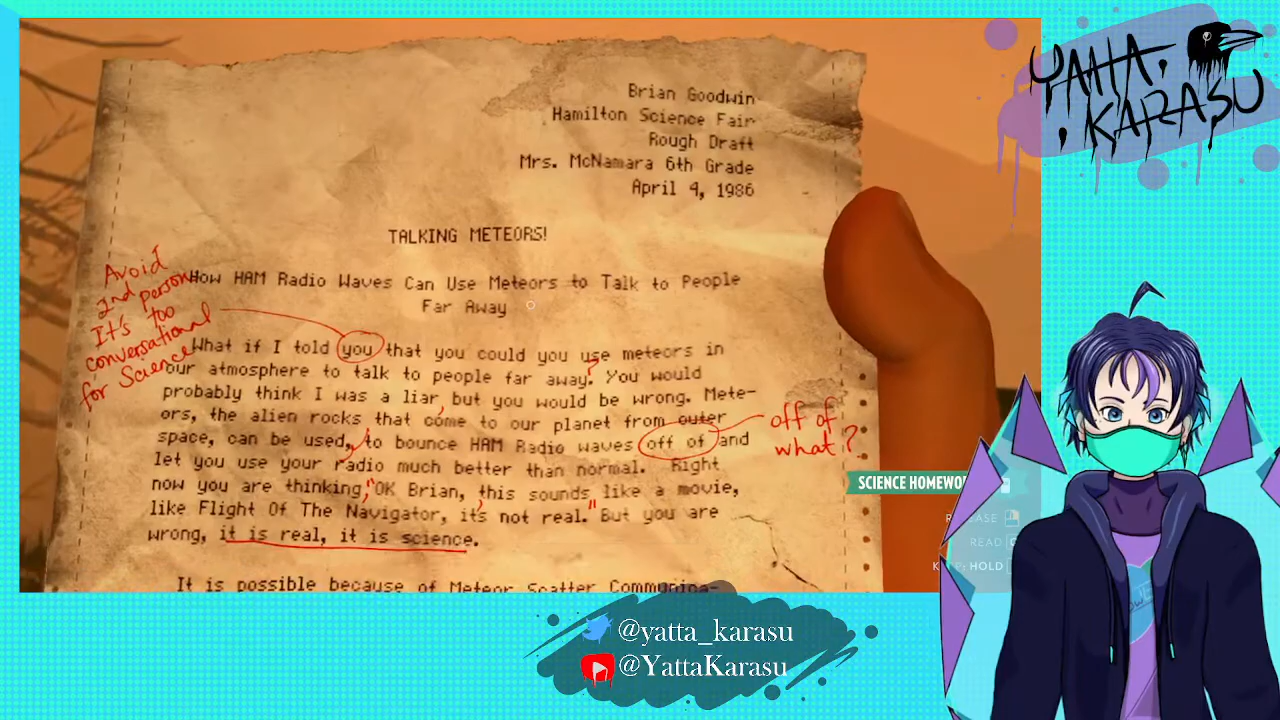 YATTA.
KARASU
Brian Goodwin
Hamilton Science Fair
Rough Draft
Mrs. McNamara 6th Grade
April 4, 1986
TALKING METEORS!
How HAM Radio Waves Can Use Meteors to Talk to People
Far Away
Avoid
2nd person
It's too
conversational
for Science
What if I told you that you could you use meteors in
our atmosphere to talk to people far away? You would
probably think I was a liar, but you would be wrong. Mete-
ors, the alien rocks that come to our planet from outer
space, can be used, to bounce HAM Radio waves off of and
let you use your radio much better than normal. Right
now you are thinking, "OK Brian, this sounds like a movie,
like Flight Of The Navigator, it's not real." But you are
wrong, it is real, it is science.
It is possible because of Meteor Scatter Communica-
off of
what?
SCIENCE HOMEWO
READ
HOLD
@yatta_karasu
@YattaKarasu